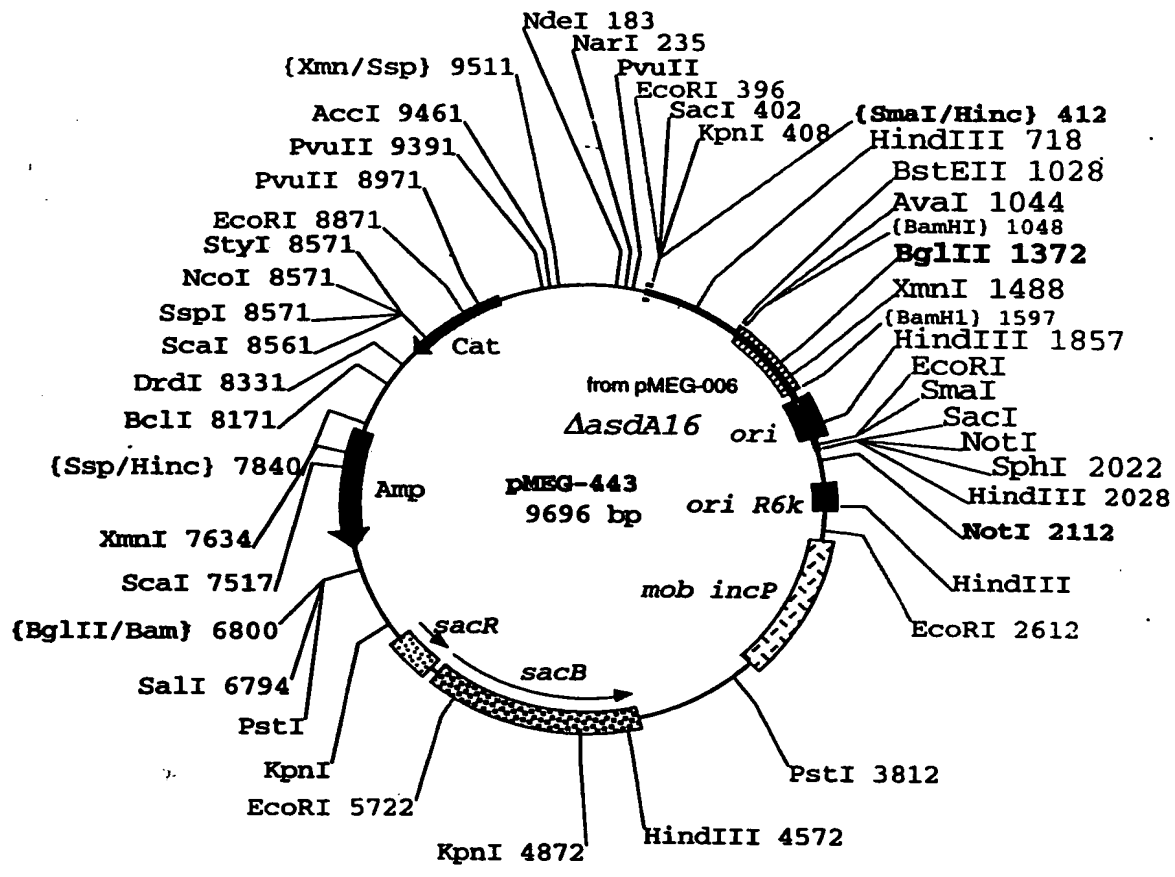 NdeI 183
NarI 235
PvuII
EcoRI 396
SacI 402
KpnI 408
{SmaI/Hinc} 412
HindIII 718
BstEII 1028
AvaI 1044
{BamHI} 1048
BglII 1372
XmnI 1488
{BamH1} 1597
HindIII 1857
EcoRI
SmaI
SacI
NotI
SphI 2022
HindIII 2028
NotI 2112
HindIII
EcoRI 2612
PstI 3812
HindIII 4572
KpnI 4872
EcoRI 5722
KpnI
PstI
SalI 6794
{BglII/Bam} 6800
ScaI 7517
XmnI 7634
{Ssp/Hinc} 7840
BclI 8171
DrdI 8331
ScaI 8561
SspI 8571
NcoI 8571
StyI 8571
EcoRI 8871
PvuII 8971
PvuII 9391
AccI 9461
{Xmn/Ssp} 9511
Cat
from pMEG-006
ΔasdA16
ori
Amp
pMEG-443
9696 bp
ori R6k
mob incP
sacR
sacB